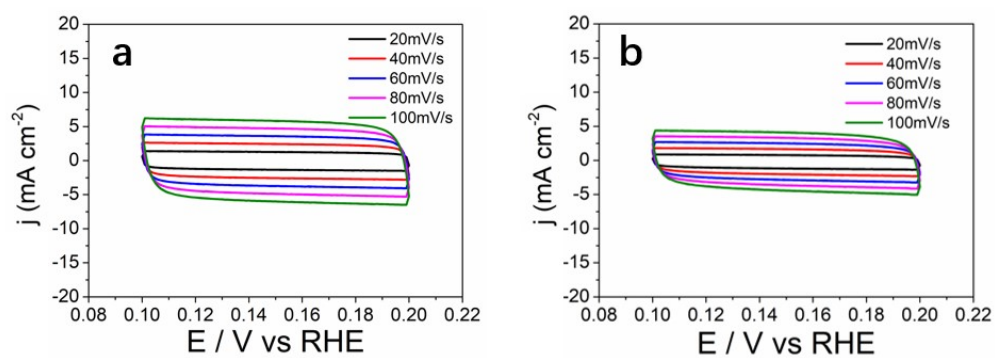 a
20
15
10
5
0
-5
-10
-15
-20
j (mA cm-2)
20mV/s
40mV/s
60mV/s
80mV/s
100mV/s
0.08 0.10 0.12 0.14 0.16 0.18 0.20 0.22
E / V vs RHE
b
20
15
10
5
0
-5
-10
-15
-20
j (mA cm-2)
20mV/s
40mV/s
60mV/s
80mV/s
100mV/s
0.08 0.10 0.12 0.14 0.16 0.18 0.20 0.22
E / V vs RHE